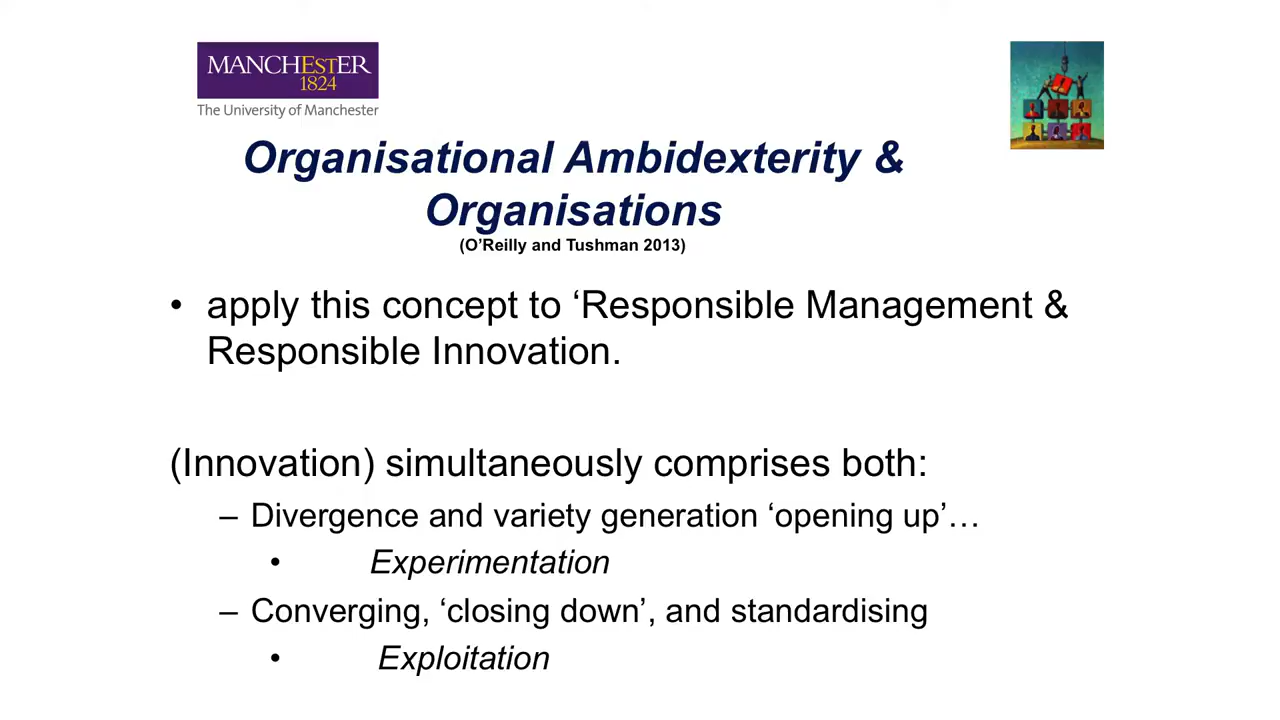 MANCHESTER
1824
The University of Manchester
Organisational Ambidexterity &
Organisations
(O’Reilly and Tushman 2013)
• apply this concept to ‘Responsible Management &
Responsible Innovation.
(Innovation) simultaneously comprises both:
– Divergence and variety generation ‘opening up’…
• Experimentation
– Converging, ‘closing down’, and standardising
• Exploitation